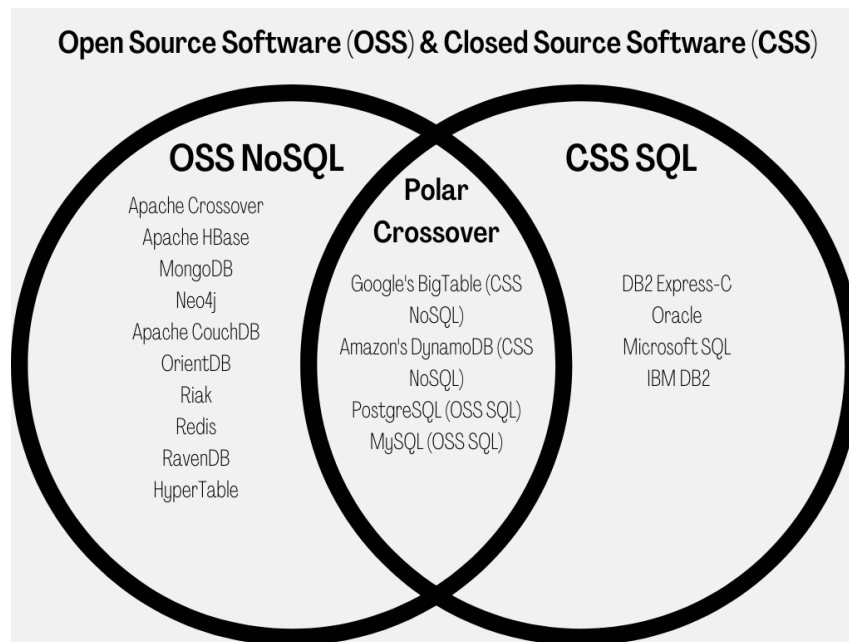 Open Source Software (OSS) & Closed Source Software (CSS)
OSS NoSQL
Apache Crossover
Apache HBase
MongoDB
Neo4j
Apache CouchDB
OrientDB
Riak
Redis
RavenDB
HyperTable
Polar
Crossover
Google's BigTable (CSS
NoSQL)
Amazon's DynamoDB (CSS
NoSQL)
PostgreSQL (OSS SQL)
MySQL (OSS SQL)
CSS SQL
DB2 Express-C
Oracle
Microsoft SQL
IBM DB2